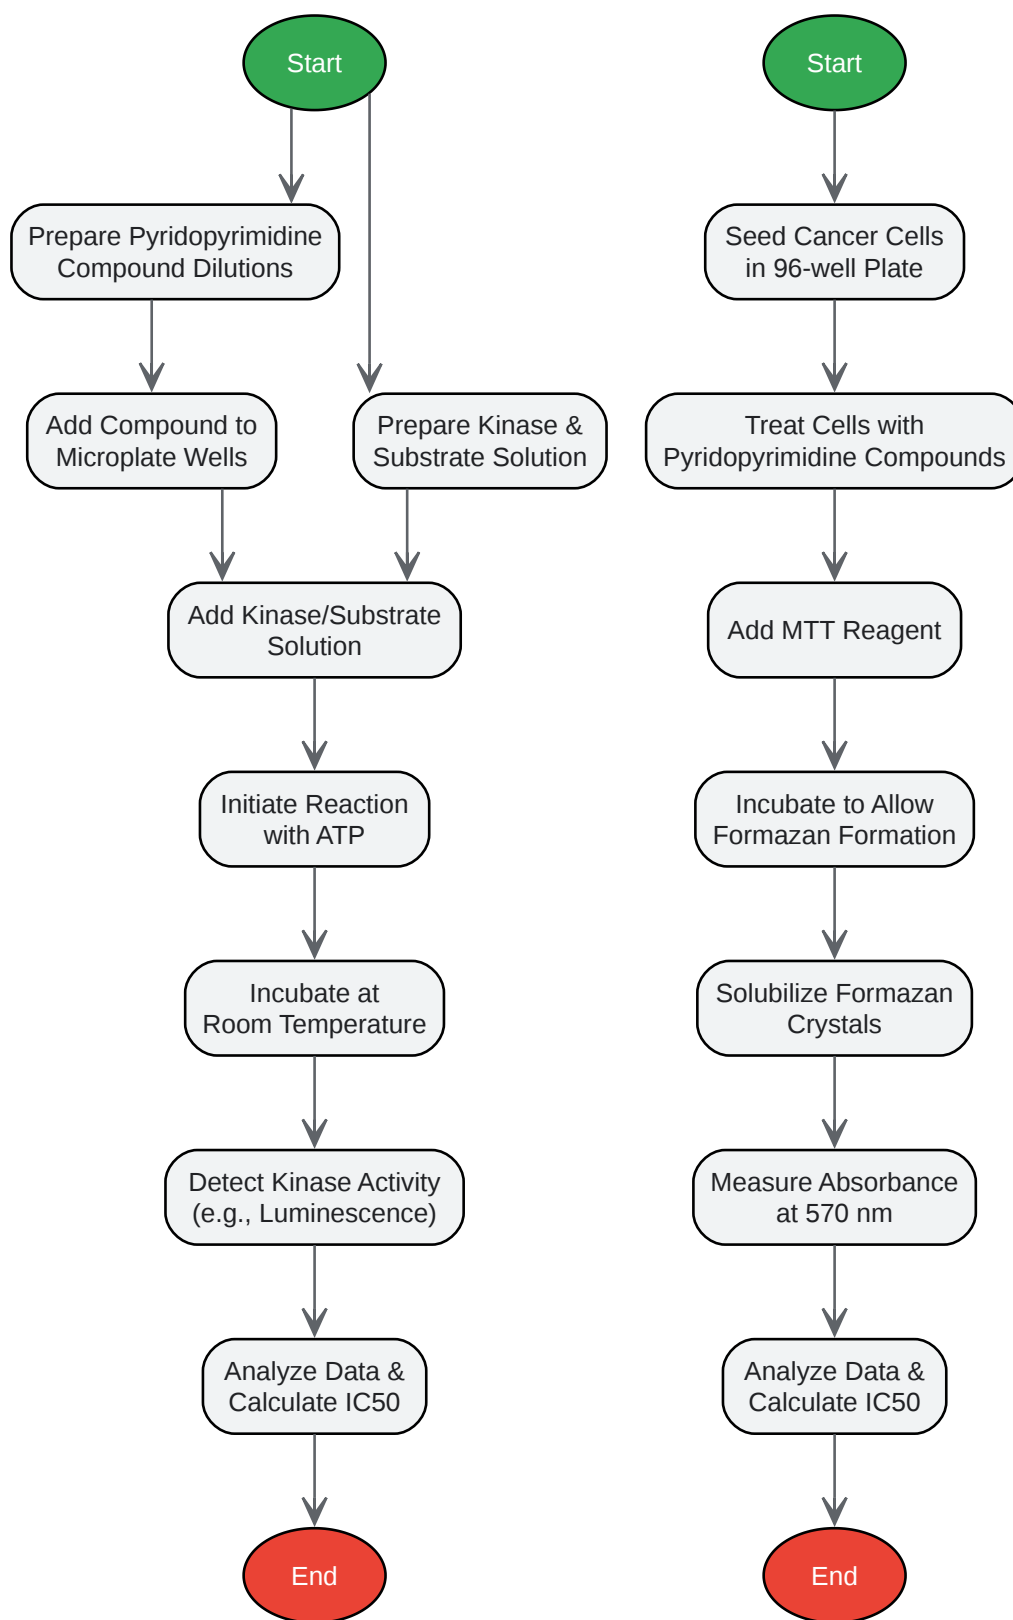 Start
Prepare Pyridopyrimidine
Compound Dilutions
Add Compound to
Microplate Wells
Prepare Kinase &
Substrate Solution
Add Kinase/Substrate
Solution
Initiate Reaction
with ATP
Incubate at
Room Temperature
Detect Kinase Activity
(e.g., Luminescence)
Analyze Data &
Calculate IC50
End
Start
Seed Cancer Cells
in 96-well Plate
Treat Cells with
Pyridopyrimidine Compounds
Add MTT Reagent
Incubate to Allow
Formazan Formation
Solubilize Formazan
Crystals
Measure Absorbance
at 570 nm
Analyze Data &
Calculate IC50
End